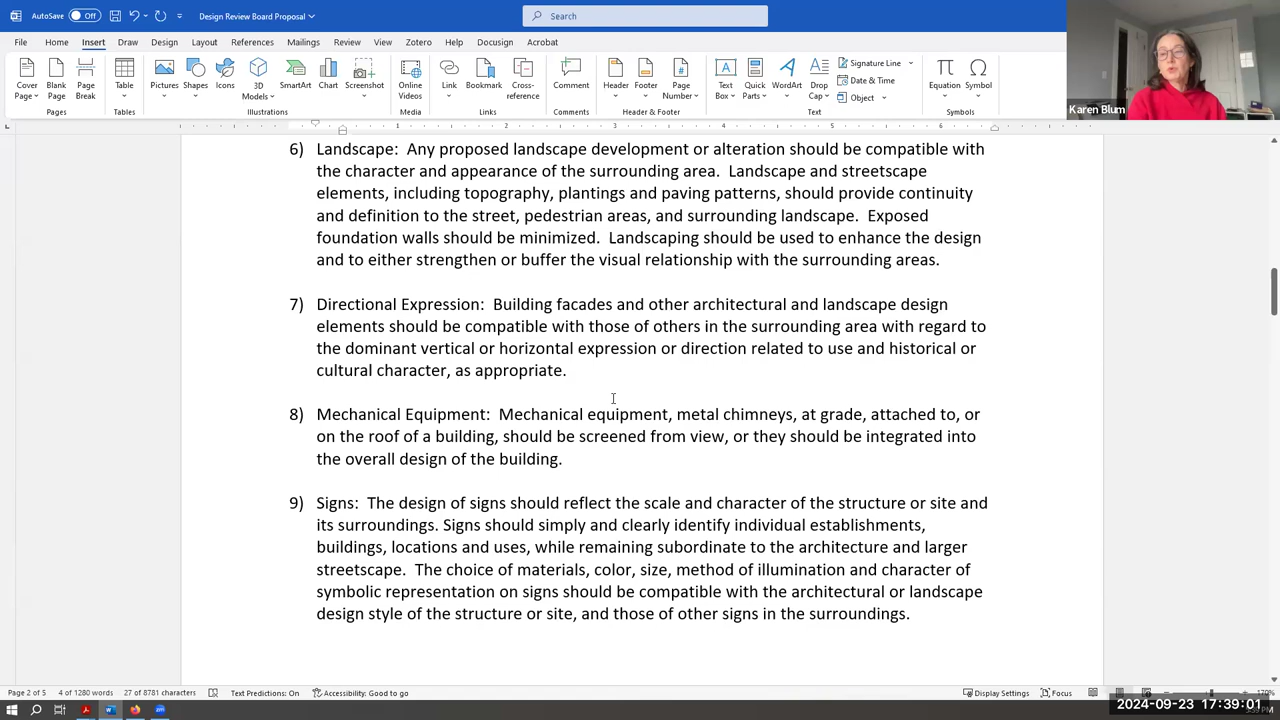 AutoSave Off Design Review Board Proposal Search
File Home Insert Draw Design Layout References Mailings Review View Zotero Help Docusign Acrobat
Cover Page Blank Page Page Break Table Pictures Shapes Icons 3D Models SmartArt Chart Screenshot Online Videos Link Bookmark Cross-reference Comment Header Footer Page Number Text Box Quick Parts WordArt Drop Cap Signature Line Date & Time Object Equation Symbol
Pages Tables Illustrations Media Links Comments Header & Footer Text Symbols
Karen Blum
1 2 3 4 5 6
6) Landscape: Any proposed landscape development or alteration should be compatible with
the character and appearance of the surrounding area. Landscape and streetscape
elements, including topography, plantings and paving patterns, should provide continuity
and definition to the street, pedestrian areas, and surrounding landscape. Exposed
foundation walls should be minimized. Landscaping should be used to enhance the design
and to either strengthen or buffer the visual relationship with the surrounding areas.
7) Directional Expression: Building facades and other architectural and landscape design
elements should be compatible with those of others in the surrounding area with regard to
the dominant vertical or horizontal expression or direction related to use and historical or
cultural character, as appropriate.
8) Mechanical Equipment: Mechanical equipment, metal chimneys, at grade, attached to, or
on the roof of a building, should be screened from view, or they should be integrated into
the overall design of the building.
9) Signs: The design of signs should reflect the scale and character of the structure or site and
its surroundings. Signs should simply and clearly identify individual establishments,
buildings, locations and uses, while remaining subordinate to the architecture and larger
streetscape. The choice of materials, color, size, method of illumination and character of
symbolic representation on signs should be compatible with the architectural or landscape
design style of the structure or site, and those of other signs in the surroundings.
Page 2 of 5 4 of 1280 words 27 of 8781 characters Text Predictions: On Accessibility: Good to go Display Settings Focus
2024-09-23 17:39:01